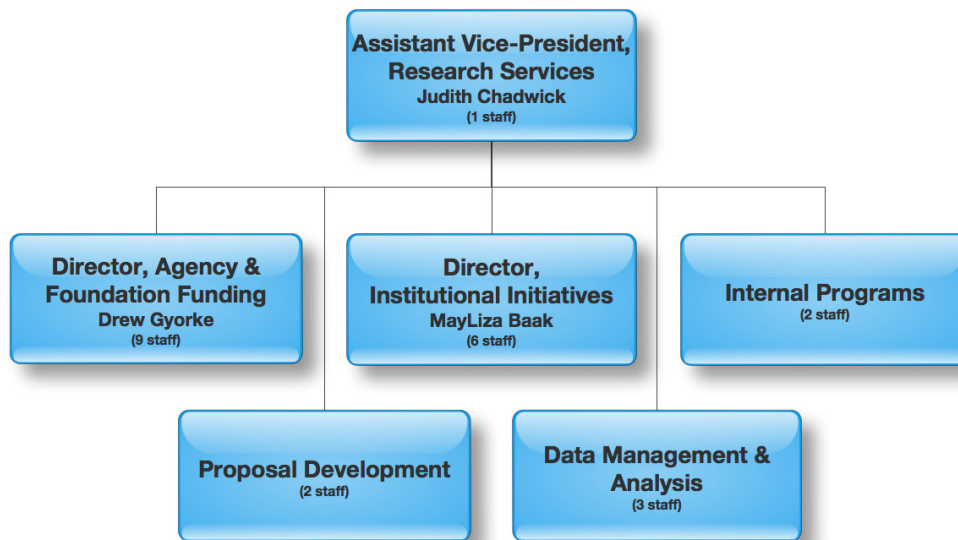 Assistant Vice-President,
Research Services
Judith Chadwick
(1 staff)
Director, Agency &
Foundation Funding
Drew Gyorke
(9 staff)
Director,
Institutional Initiatives
MayLiza Baak
(6 staff)
Internal Programs
(2 staff)
Proposal Development
(2 staff)
Data Management &
Analysis
(3 staff)